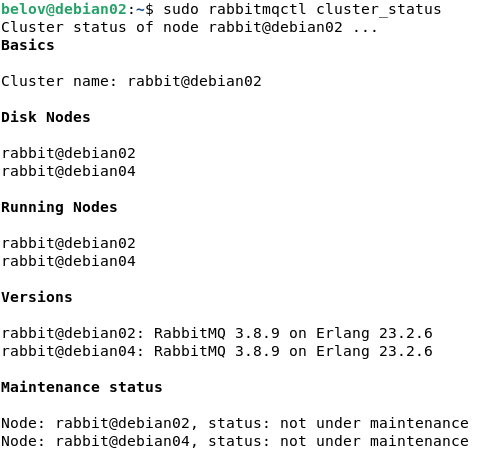 belov@debian02:~$ sudo rabbitmqctl cluster_status
Cluster status of node rabbit@debian02 ...
Basics
Cluster name: rabbit@debian02
Disk Nodes
rabbit@debian02
rabbit@debian04
Running Nodes
rabbit@debian02
rabbit@debian04
Versions
rabbit@debian02: RabbitMQ 3.8.9 on Erlang 23.2.6
rabbit@debian04: RabbitMQ 3.8.9 on Erlang 23.2.6
Maintenance status
Node: rabbit@debian02, status: not under maintenance
Node: rabbit@debian04, status: not under maintenance